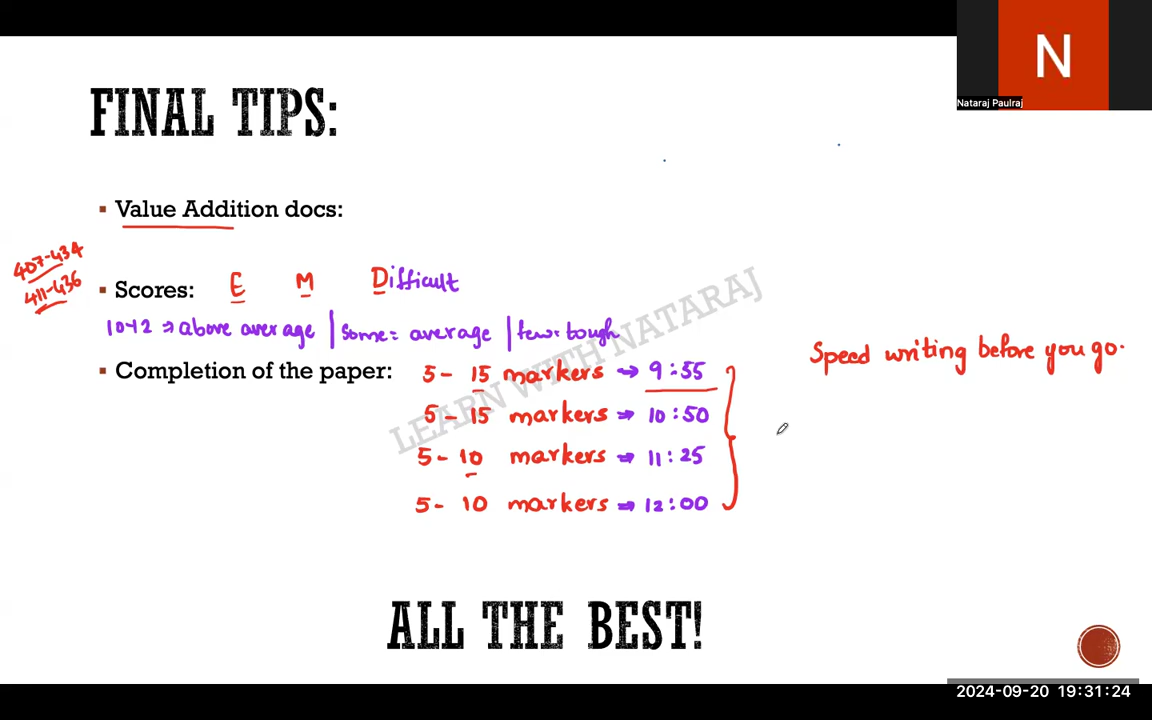 N
Nataraj Paulraj
FINAL TIPS:
▪ Value Addition docs:
407-434
411-436
▪ Scores: E M Difficult
10-12 => above average | Some = average | few = tough
▪ Completion of the paper: 5 - 15 markers → 9:55
5 - 15 markers → 10:50
5 - 10 markers → 11:25
5 - 10 markers → 12:00
Speed writing before you go.
LEARN WITH NATARAJ
ALL THE BEST!
2024-09-20 19:31:24